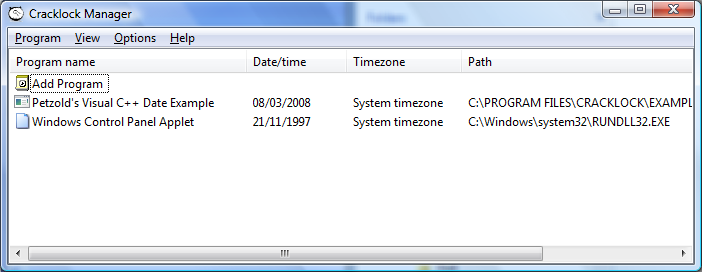 Cracklock Manager
Program View Options Help
Program name Date/time Timezone Path
Add Program
Petzold's Visual C++ Date Example 08/03/2008 System timezone C:\PROGRAM FILES\CRACKLOCK\EXAMPL
Windows Control Panel Applet 21/11/1997 System timezone C:\Windows\system32\RUNDLL32.EXE